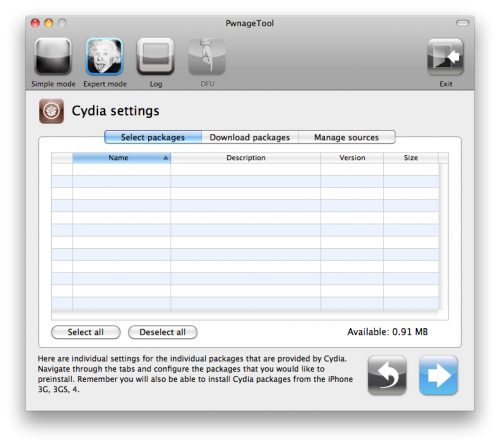 PwnageTool
Simple mode Expert mode Log DFU Exit
Cydia settings
Select packages Download packages Manage sources
Name Description Version Size
Select all Deselect all Available: 0.91 MB
Here are individual settings for the individual packages that are provided by Cydia.
Navigate through the tabs and configure the packages that you would like to
preinstall. Remember you will also be able to install Cydia packages from the iPhone
3G, 3GS, 4.